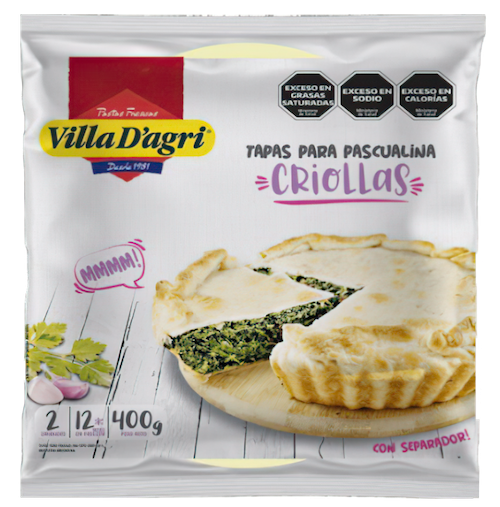 EXCESO EN
GRASAS
SATURADAS
Ministerio
de Salud
EXCESO EN
SODIO
Ministerio
de Salud
EXCESO EN
CALORÍAS
Ministerio
de Salud
Pastas Frescas
Villa D'agri
Desde 1981
TAPAS PARA PASCUALINA
CRIOLLAS
MMMM!
2
12
400g
CON SEPARADOR!